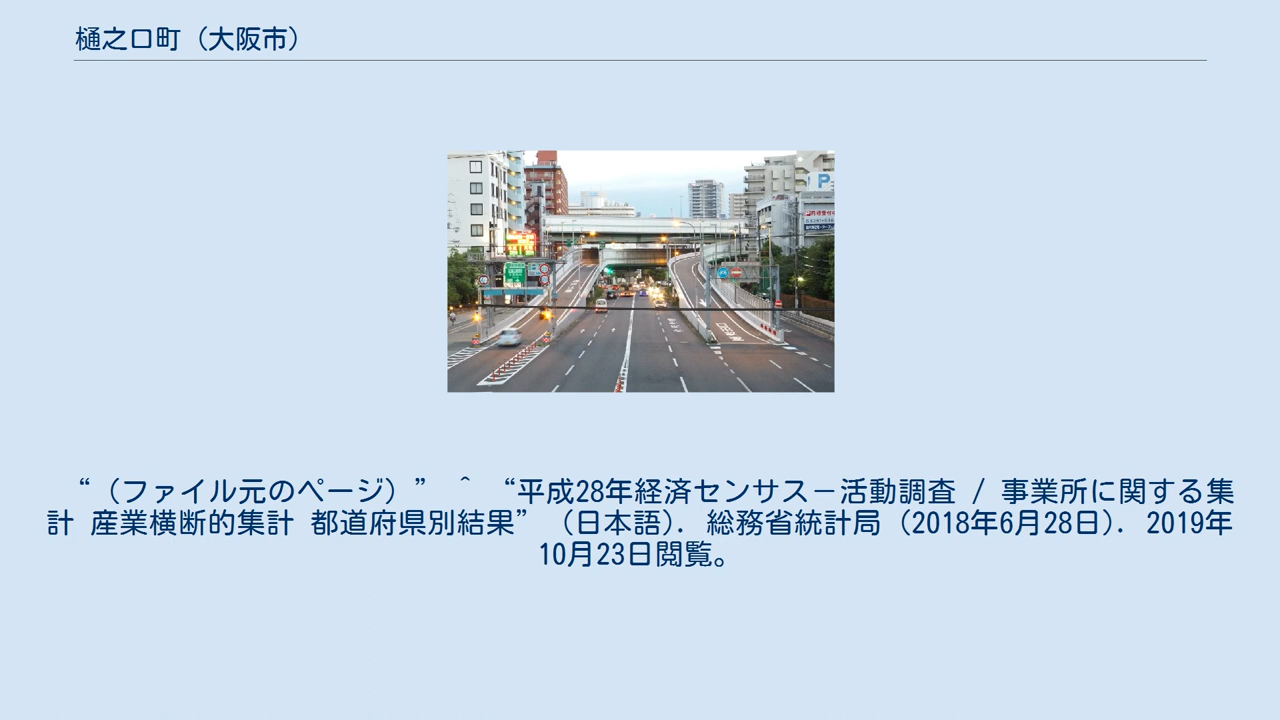 樋之口町（大阪市）
P
“（ファイル元のページ）” ^ “平成28年経済センサス－活動調査 / 事業所に関する集
計 産業横断的集計 都道府県別結果” （日本語）. 総務省統計局（2018年6月28日）. 2019年
10月23日閲覧。